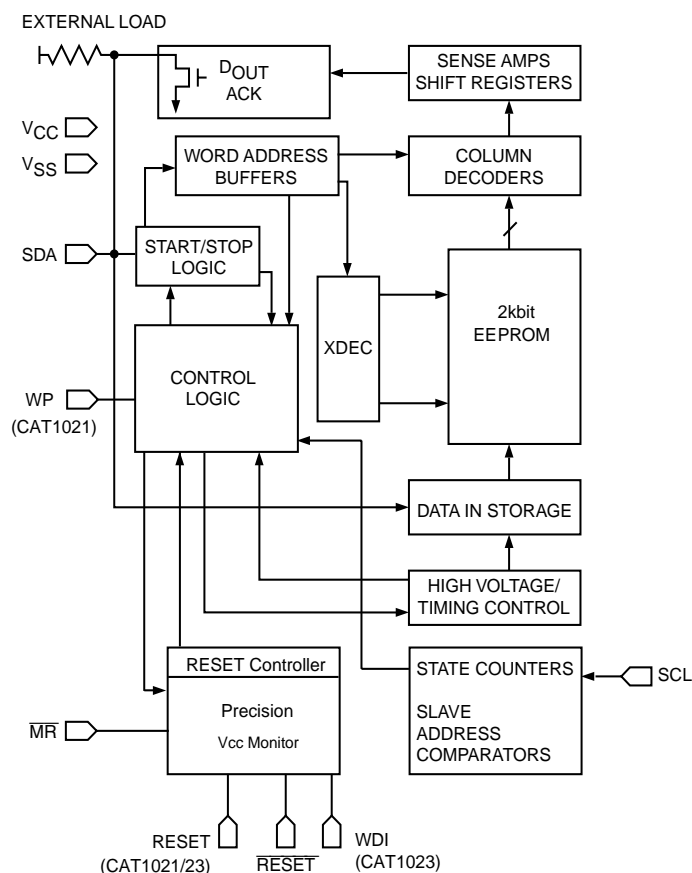 EXTERNAL LOAD
DOUT
ACK
SENSE AMPS
SHIFT REGISTERS
VCC
VSS
WORD ADDRESS
BUFFERS
COLUMN
DECODERS
SDA
START/STOP
LOGIC
XDEC
2kbit
EEPROM
CONTROL
LOGIC
WP
(CAT1021)
DATA IN STORAGE
HIGH VOLTAGE/
TIMING CONTROL
RESET Controller
Precision
Vcc Monitor
MR
STATE COUNTERS
SLAVE
ADDRESS
COMPARATORS
SCL
RESET
(CAT1021/23)
RESET
WDI
(CAT1023)